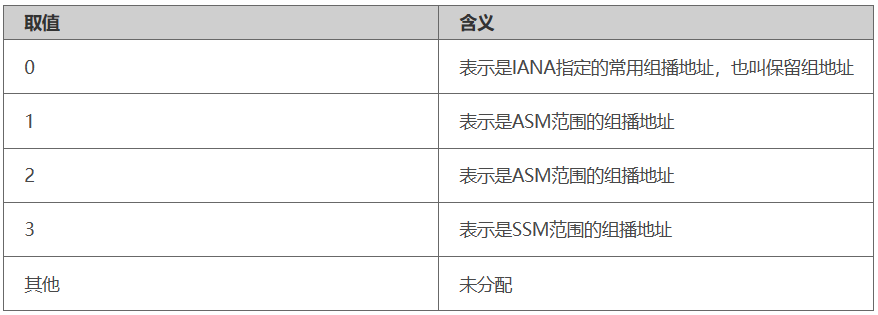 取值 含义
0 表示是IANA指定的常用组播地址，也叫保留组地址
1 表示是ASM范围的组播地址
2 表示是ASM范围的组播地址
3 表示是SSM范围的组播地址
其他 未分配